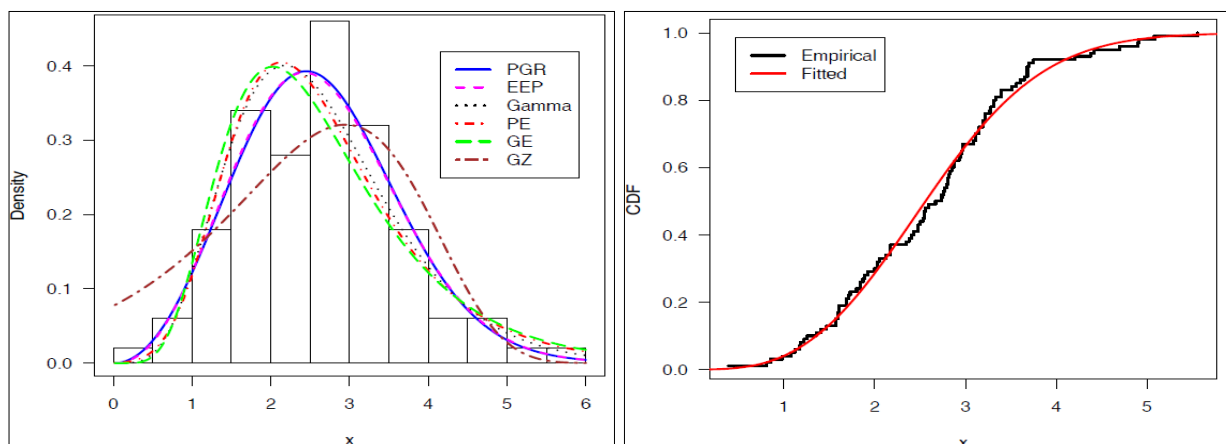 Density
0.4
0.3
0.2
0.1
0.0
PGR
EEP
Gamma
PE
GE
GZ
0 1 2 3 4 5 6
x
CDF
1.0
0.8
0.6
0.4
0.2
0.0
Empirical
Fitted
1 2 3 4 5
x